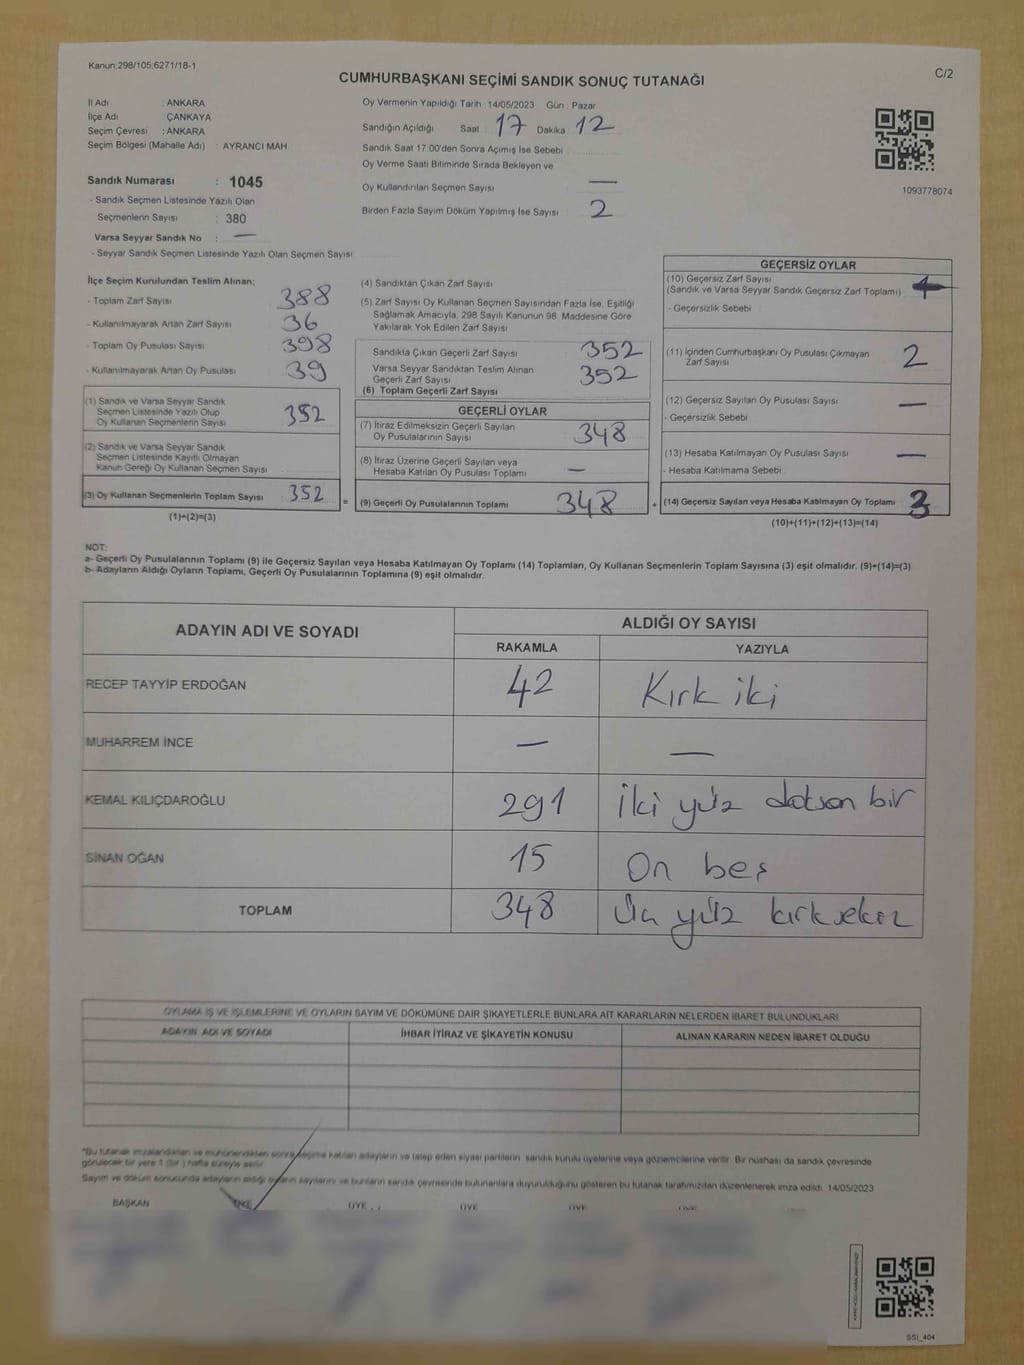 Kanun:298/105,6271/18-1
C/2
CUMHURBAŞKANI SEÇİMİ SANDIK SONUÇ TUTANAĞI
İl Adı : ANKARA
İlçe Adı : ÇANKAYA
Seçim Çevresi : ANKARA
Seçim Bölgesi (Mahalle Adı) : AYRANCI MAH.
Sandık Numarası : 1045
- Sandık Seçmen Listesinde Yazılı Olan
Seçmenlerin Sayısı : 380
Varsa Seyyar Sandık No : —
- Seyyar Sandık Seçmen Listesinde Yazılı Olan Seçmen Sayısı
Oy Vermenin Yapıldığı Tarih :14/05/2023 Gün : Pazar
Sandığın Açıldığı Saat : 17 Dakika : 12
Sandık Saat 17:00'den Sonra Açımış İse Sebebi :
Oy Verme Saati Bitiminde Sırada Bekleyen ve
Oy Kullandırılan Seçmen Sayısı : —
Birden Fazla Sayım Döküm Yapılmış İse Sayısı : 2
1093778074
İlçe Seçim Kurulundan Teslim Alınan;
- Toplam Zarf Sayısı : 388
- Kullanılmayarak Artan Zarf Sayısı : 36
- Toplam Oy Pusulası Sayısı : 398
- Kullanılmayarak Artan Oy Pusulası : 39
(1) Sandık ve Varsa Seyyar Sandık
Seçmen Listesinde Yazılı Olup
Oy Kullanan Seçmenlerin Sayısı : 352
(2) Sandık ve Varsa Seyyar Sandık
Seçmen Listesinde Kayıtlı Olmayan
Kanun Gereği Oy Kullanan Seçmen Sayısı :
(3) Oy Kullanan Seçmenlerin Toplam Sayısı : 352
(1)+(2)=(3)
(4) Sandıktan Çıkan Zarf Sayısı :
(5) Zarf Sayısı Oy Kullanan Seçmen Sayısından Fazla İse, Eşitliği
Sağlamak Amacıyla, 298 Sayılı Kanunun 98. Maddesine Göre
Yakılarak Yok Edilen Zarf Sayısı :
Sandıkta Çıkan Geçerli Zarf Sayısı : 352
Varsa Seyyar Sandıktan Teslim Alınan
Geçerli Zarf Sayısı : 352
(6) Toplam Geçerli Zarf Sayısı :
GEÇERLİ OYLAR
(7) İtiraz Edilmeksizin Geçerli Sayılan
Oy Pusulalarının Sayısı : 348
(8) İtiraz Üzerine Geçerli Sayılan veya
Hesaba Katılan Oy Pusulası Toplamı : —
= (9) Geçerli Oy Pusulalarının Toplamı : 348
GEÇERSİZ OYLAR
(10) Geçersiz Zarf Sayısı
(Sandık ve Varsa Seyyar Sandık Geçersiz Zarf Toplamı) :
- Geçersizlik Sebebi :
(11) İçinden Cumhurbaşkanı Oy Pusulası Çıkmayan
Zarf Sayısı : 2
(12) Geçersiz Sayılan Oy Pusulası Sayısı : —
- Geçersizlik Sebebi :
(13) Hesaba Katılmayan Oy Pusulası Sayısı : —
- Hesaba Katılmama Sebebi :
+ (14) Geçersiz Sayılan veya Hesaba Katılmayan Oy Toplamı : 3
(10)+(11)+(12)+(13)=(14)
NOT:
a- Geçerli Oy Pusulalarının Toplamı (9) ile Geçersiz Sayılan veya Hesaba Katılmayan Oy Toplamı (14) Toplamları, Oy Kullanan Seçmenlerin Toplam Sayısına (3) eşit olmalıdır. (9)+(14)=(3)
b- Adayların Aldığı Oyların Toplamı, Geçerli Oy Pusulalarının Toplamına (9) eşit olmalıdır.
ADAYIN ADI VE SOYADI
ALDIĞI OY SAYISI
RAKAMLA YAZIYLA
RECEP TAYYİP ERDOĞAN 42 Kırk iki
MUHARREM İNCE — —
KEMAL KILIÇDAROĞLU 291 İki yüz doksan bir
SİNAN OĞAN 15 On beş
TOPLAM 348 Üç yüz kırksekiz
OYLAMA İŞ VE İŞLEMLERİNE VE OYLARIN SAYIM VE DÖKÜMÜNE DAİR ŞİKAYETLERLE BUNLARA AİT KARARLARIN NELERDEN İBARET BULUNDUKLARI
ADAYIN ADI VE SOYADI İHBAR İTİRAZ VE ŞİKAYETİN KONUSU ALINAN KARARIN NEDEN İBARET OLDUĞU
*Bu tutanak imzalandıktan ve mühürlendikten sonra seçime katılan adayların ve talep eden siyasi partilerin sandık kurulu üyelerine veya gözlemcilerine verilir. Bir nüshası da sandık çevresinde
görülecek bir yere 1 (bir ) hafta süreyle asılır.
Sayım ve döküm sonucunda adayların aldığı oyların sayılarını ve bunların sandık çevresinde bulunanlara duyurulduğunu gösteren bu tutanak tarafımızdan düzenlenerek imza edildi. 14/05/2023
BAŞKAN ÜYE ÜYE ÜYE ÜYE ÜYE
SSI_404